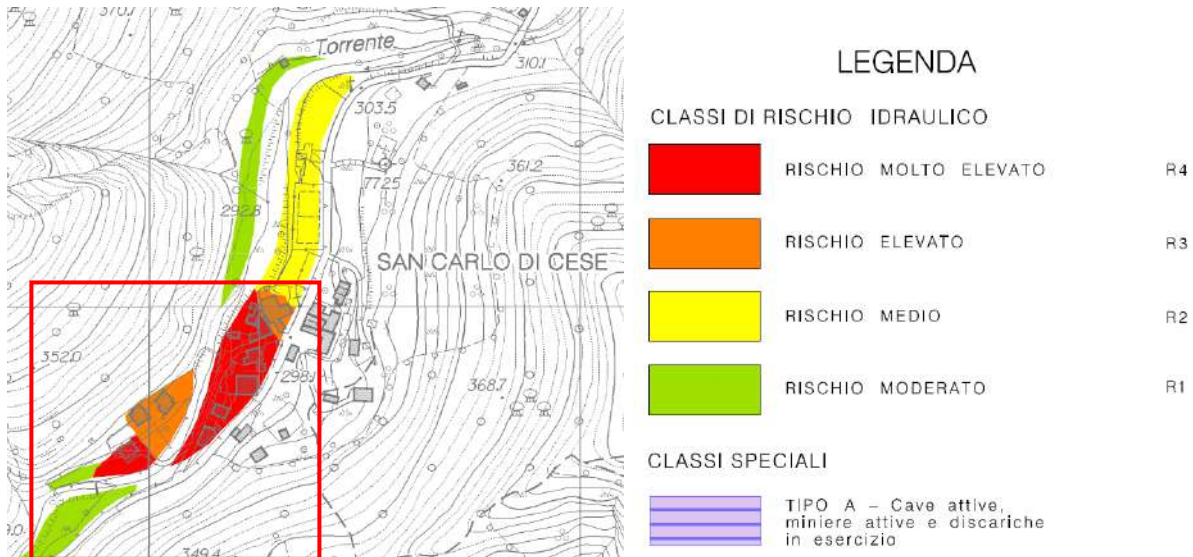 370.1
Torrente
310.1
303.5
361.2
7725
292.8
SAN CARLO DI CESE
352.0
298.1
368.7
349.4
LEGENDA
CLASSI DI RISCHIO IDRAULICO
RISCHIO MOLTO ELEVATO R4
RISCHIO ELEVATO R3
RISCHIO MEDIO R2
RISCHIO MODERATO R1
CLASSI SPECIALI
TIPO A – Cave attive,
miniere attive e discariche
in esercizio